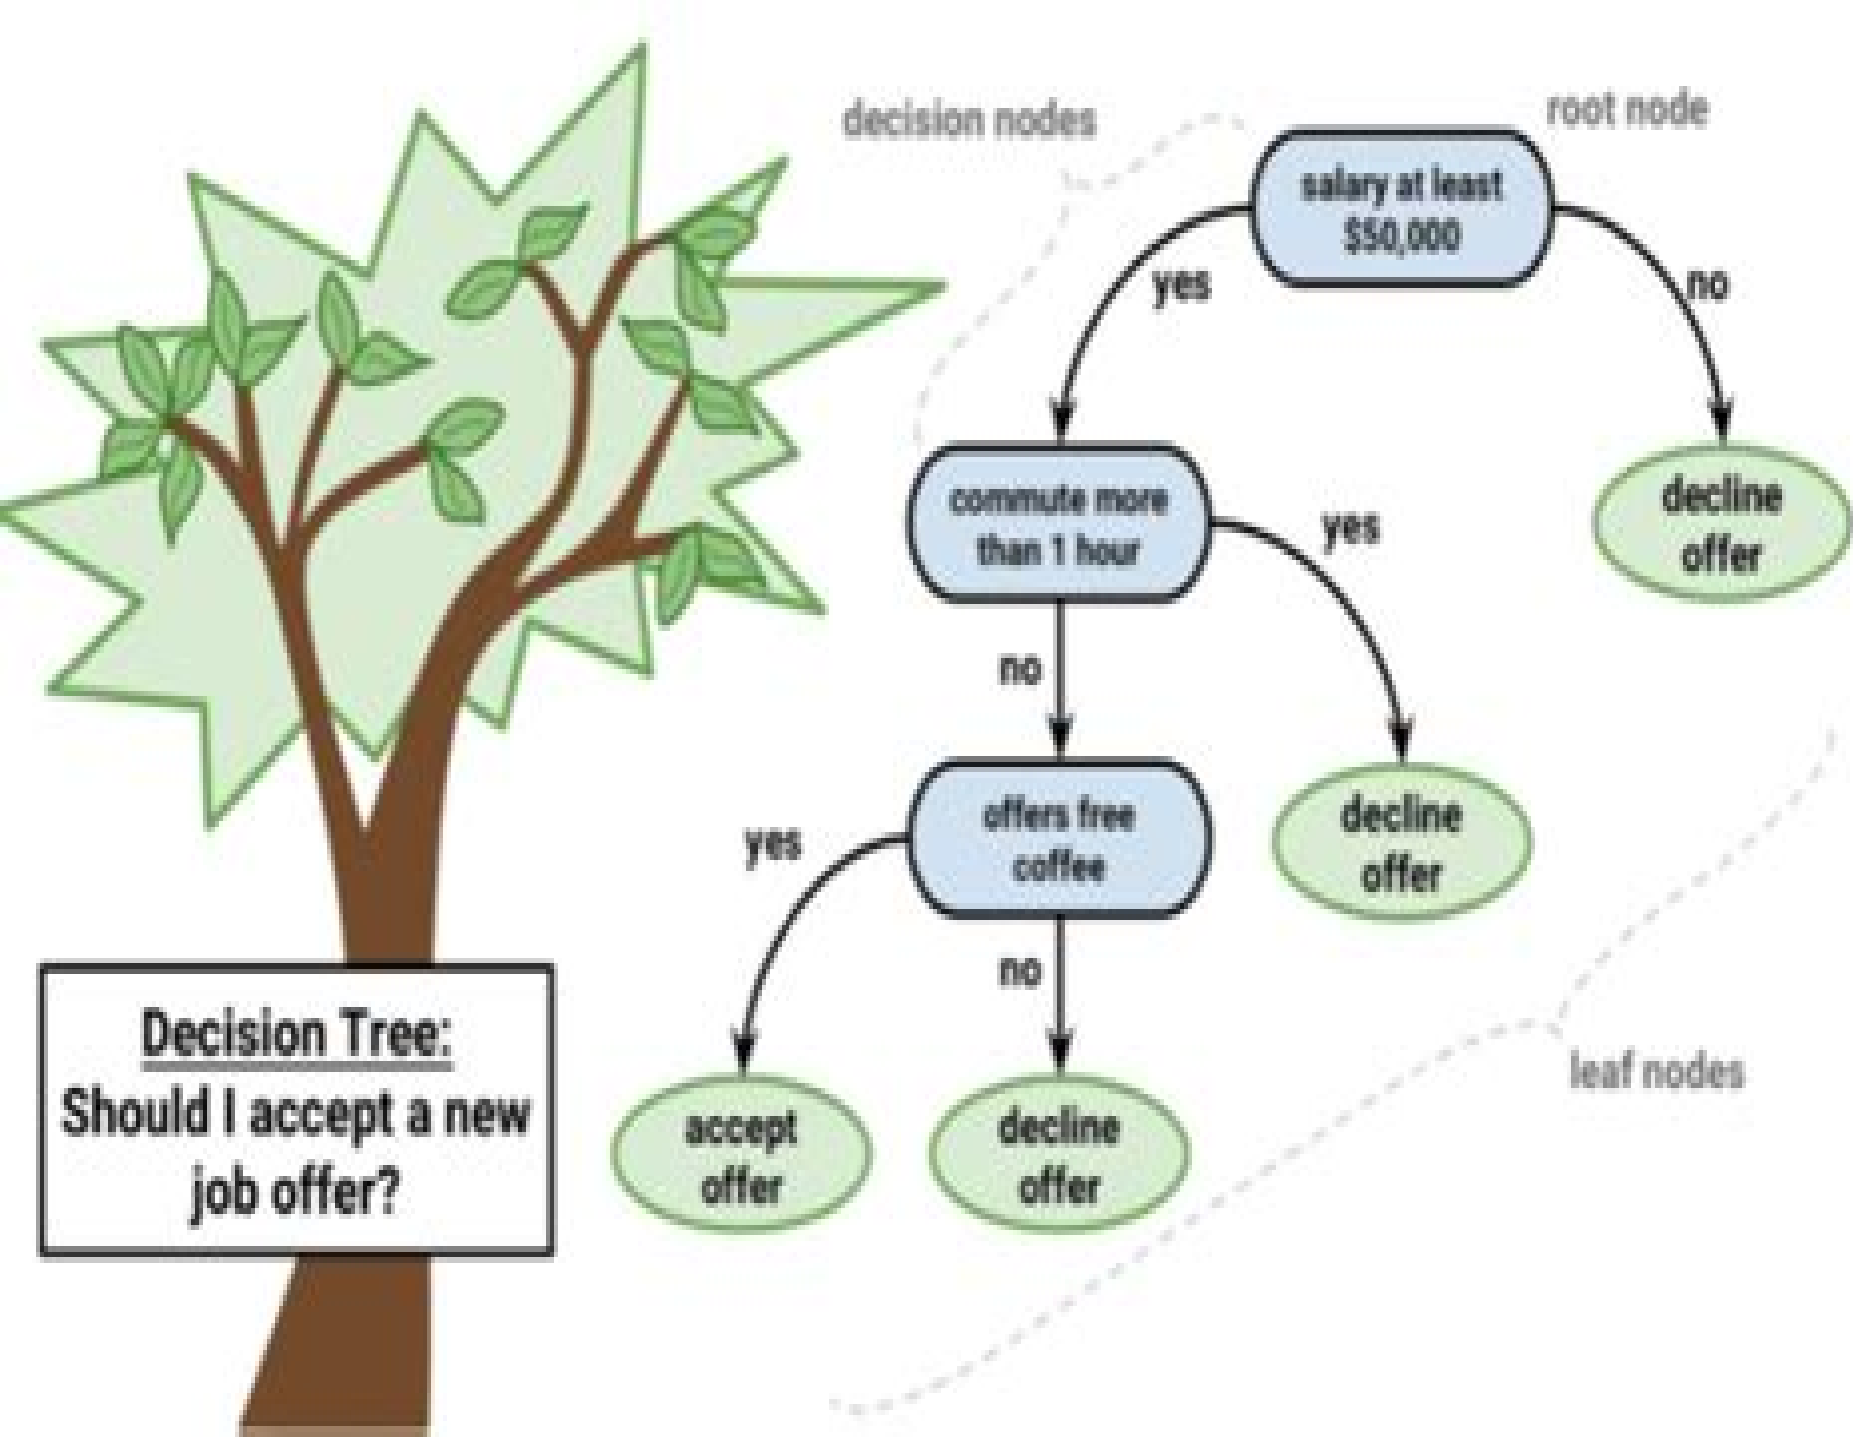 decision nodes
root node
salary at least
$50,000
yes
no
commute more
than 1 hour
yes
decline
offer
no
offers free
coffee
decline
offer
yes
no
accept
offer
decline
offer
leaf nodes
Decision Tree:
Should I accept a new
job offer?